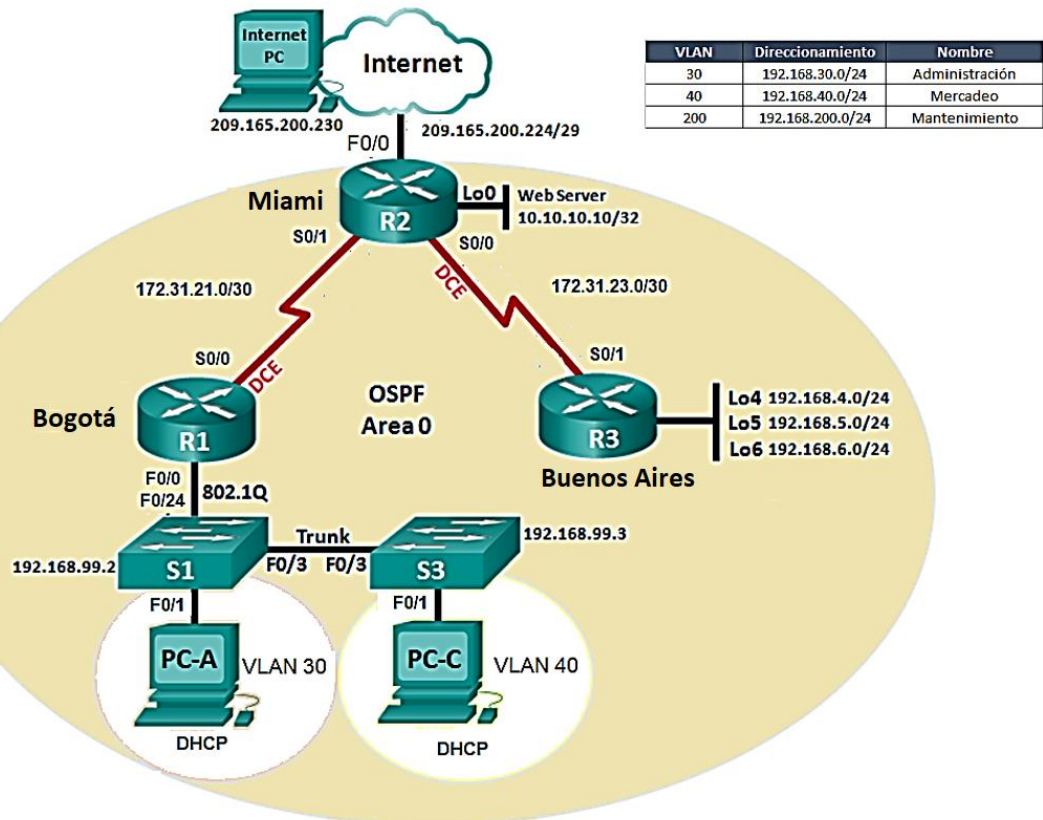 Internet
PC
Internet
209.165.200.230
209.165.200.224/29
F0/0
VLAN Direccionamiento Nombre
30 192.168.30.0/24 Administración
40 192.168.40.0/24 Mercadeo
200 192.168.200.0/24 Mantenimiento
Miami
R2
Lo0
Web Server
10.10.10.10/32
S0/1
S0/0
DCE
172.31.21.0/30
172.31.23.0/30
S0/0
DCE
S0/1
OSPF
Area 0
Bogotá
R1
R3
Buenos Aires
Lo4 192.168.4.0/24
Lo5 192.168.5.0/24
Lo6 192.168.6.0/24
F0/0
F0/24
802.1Q
Trunk
192.168.99.3
192.168.99.2
S1
F0/3
F0/3
S3
F0/1
F0/1
PC-A
VLAN 30
PC-C
VLAN 40
DHCP
DHCP